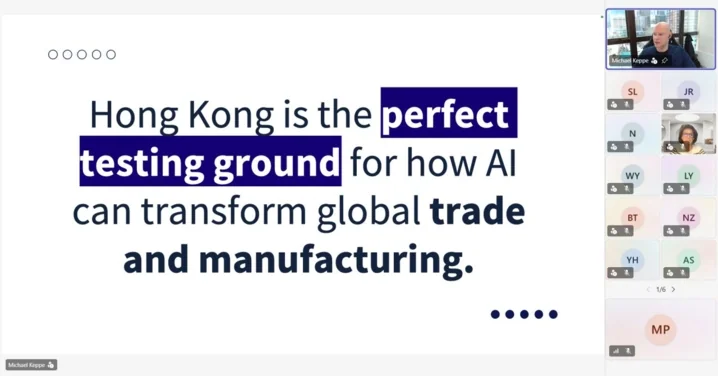 Hong Kong is the perfect
testing ground for how AI
can transform global trade
and manufacturing.
Michael Keppe
Michael Keppe
SL
JR
N
WY
LY
BT
NZ
YH
AS
1/6
MP